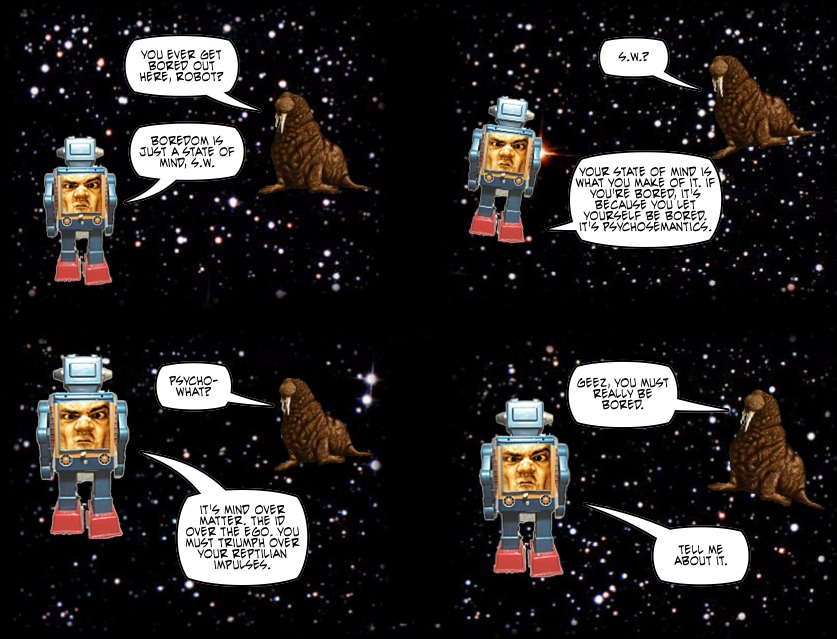 YOU EVER GET
BORED OUT
HERE, ROBOT?
BOREDOM IS
JUST A STATE OF
MIND, S.W.
S.W.?
YOUR STATE OF MIND IS
WHAT YOU MAKE OF IT. IF
YOU'RE BORED, IT'S
BECAUSE YOU LET
YOURSELF BE BORED.
IT'S PSYCHOSEMANTICS.
PSYCHO-
WHAT?
IT'S MIND OVER
MATTER. THE ID
OVER THE EGO. YOU
MUST TRIUMPH OVER
YOUR REPTILIAN
IMPULSES.
GEEZ, YOU MUST
REALLY BE
BORED.
TELL ME
ABOUT IT.